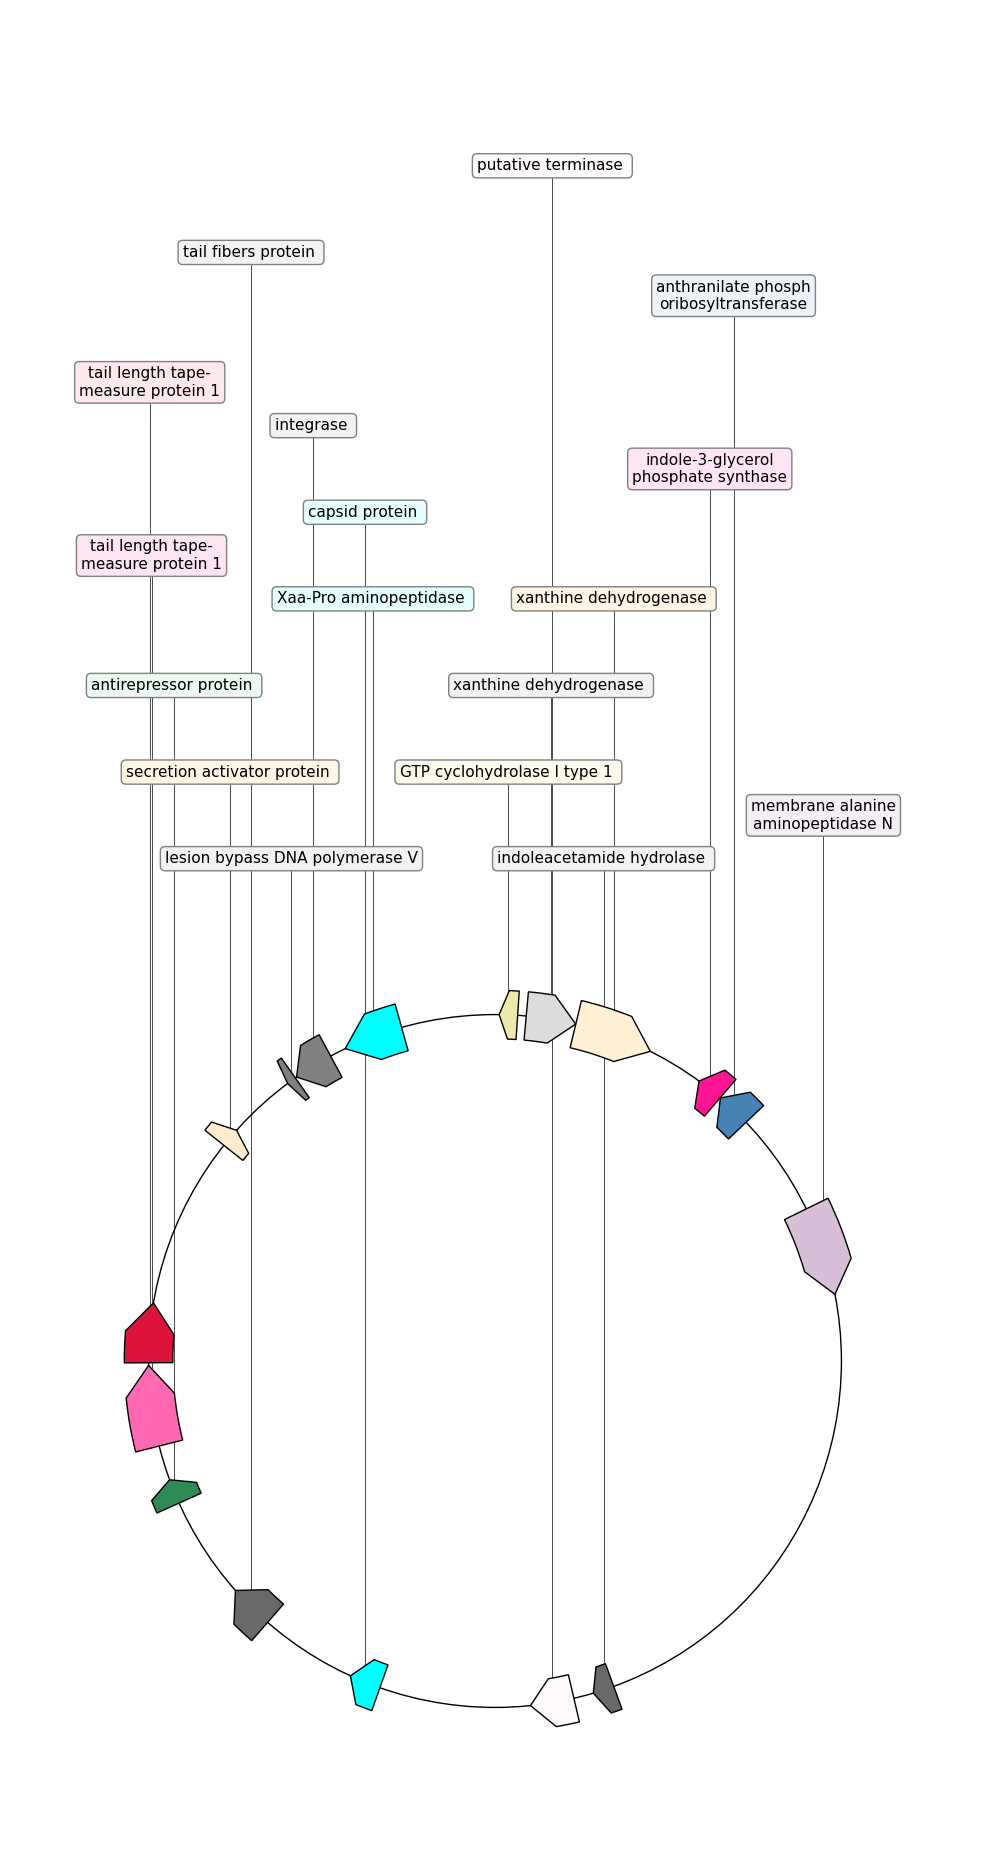 putative terminase
tail fibers protein
anthranilate phosph
oribosyltransferase
tail length tape-
measure protein 1
integrase
indole-3-glycerol
phosphate synthase
capsid protein
tail length tape-
measure protein 1
Xaa-Pro aminopeptidase
xanthine dehydrogenase
antirepressor protein
xanthine dehydrogenase
secretion activator protein
GTP cyclohydrolase I type 1
membrane alanine
aminopeptidase N
lesion bypass DNA polymerase V
indoleacetamide hydrolase